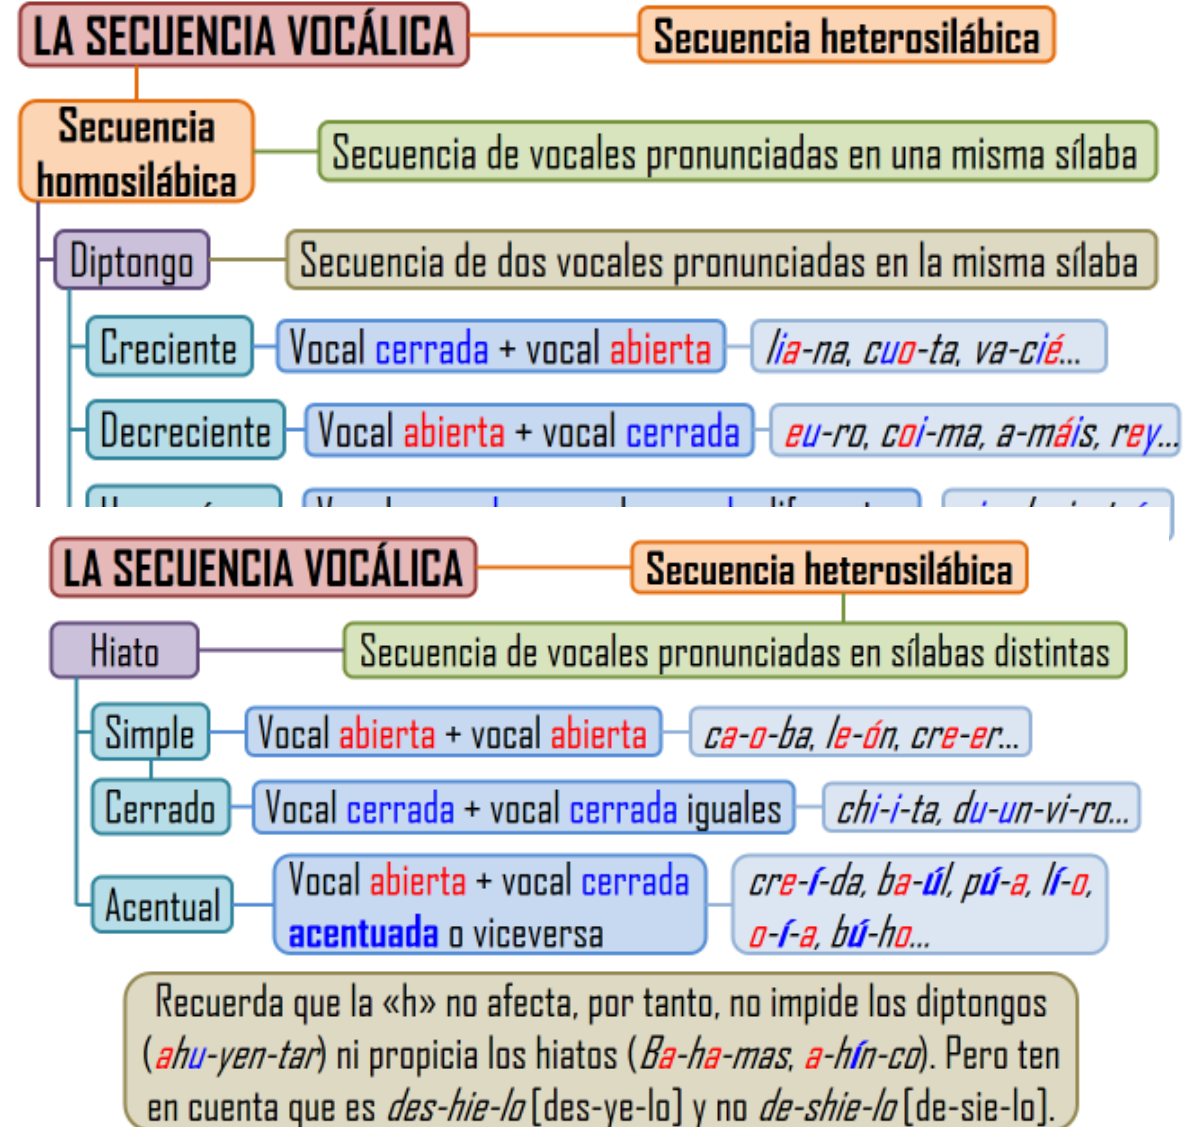 LA SECUENCIA VOCÁLICA
Secuencia heterosilábica
Secuencia
homosilábica
Secuencia de vocales pronunciadas en una misma sílaba
Diptongo
Secuencia de dos vocales pronunciadas en la misma sílaba
Creciente
Vocal cerrada + vocal abierta
lia-na, cuo-ta, va-cié...
Decreciente
Vocal abierta + vocal cerrada
eu-ro, coi-ma, a-máis, rey...
LA SECUENCIA VOCÁLICA
Secuencia heterosilábica
Hiato
Secuencia de vocales pronunciadas en sílabas distintas
Simple
Vocal abierta + vocal abierta
ca-o-ba, le-ón, cre-er...
Cerrado
Vocal cerrada + vocal cerrada iguales
chi-i-ta, du-un-vi-ro...
Acentual
Vocal abierta + vocal cerrada
acentuada o viceversa
cre-í-da, ba-úl, pú-a, lí-o,
o-í-a, bú-ho...
Recuerda que la «h» no afecta, por tanto, no impide los diptongos
(ahu-yen-tar) ni propicia los hiatos (Ba-ha-mas, a-hín-co). Pero ten
en cuenta que es des-hie-lo [des-ye-lo] y no de-shie-lo [de-sie-lo].